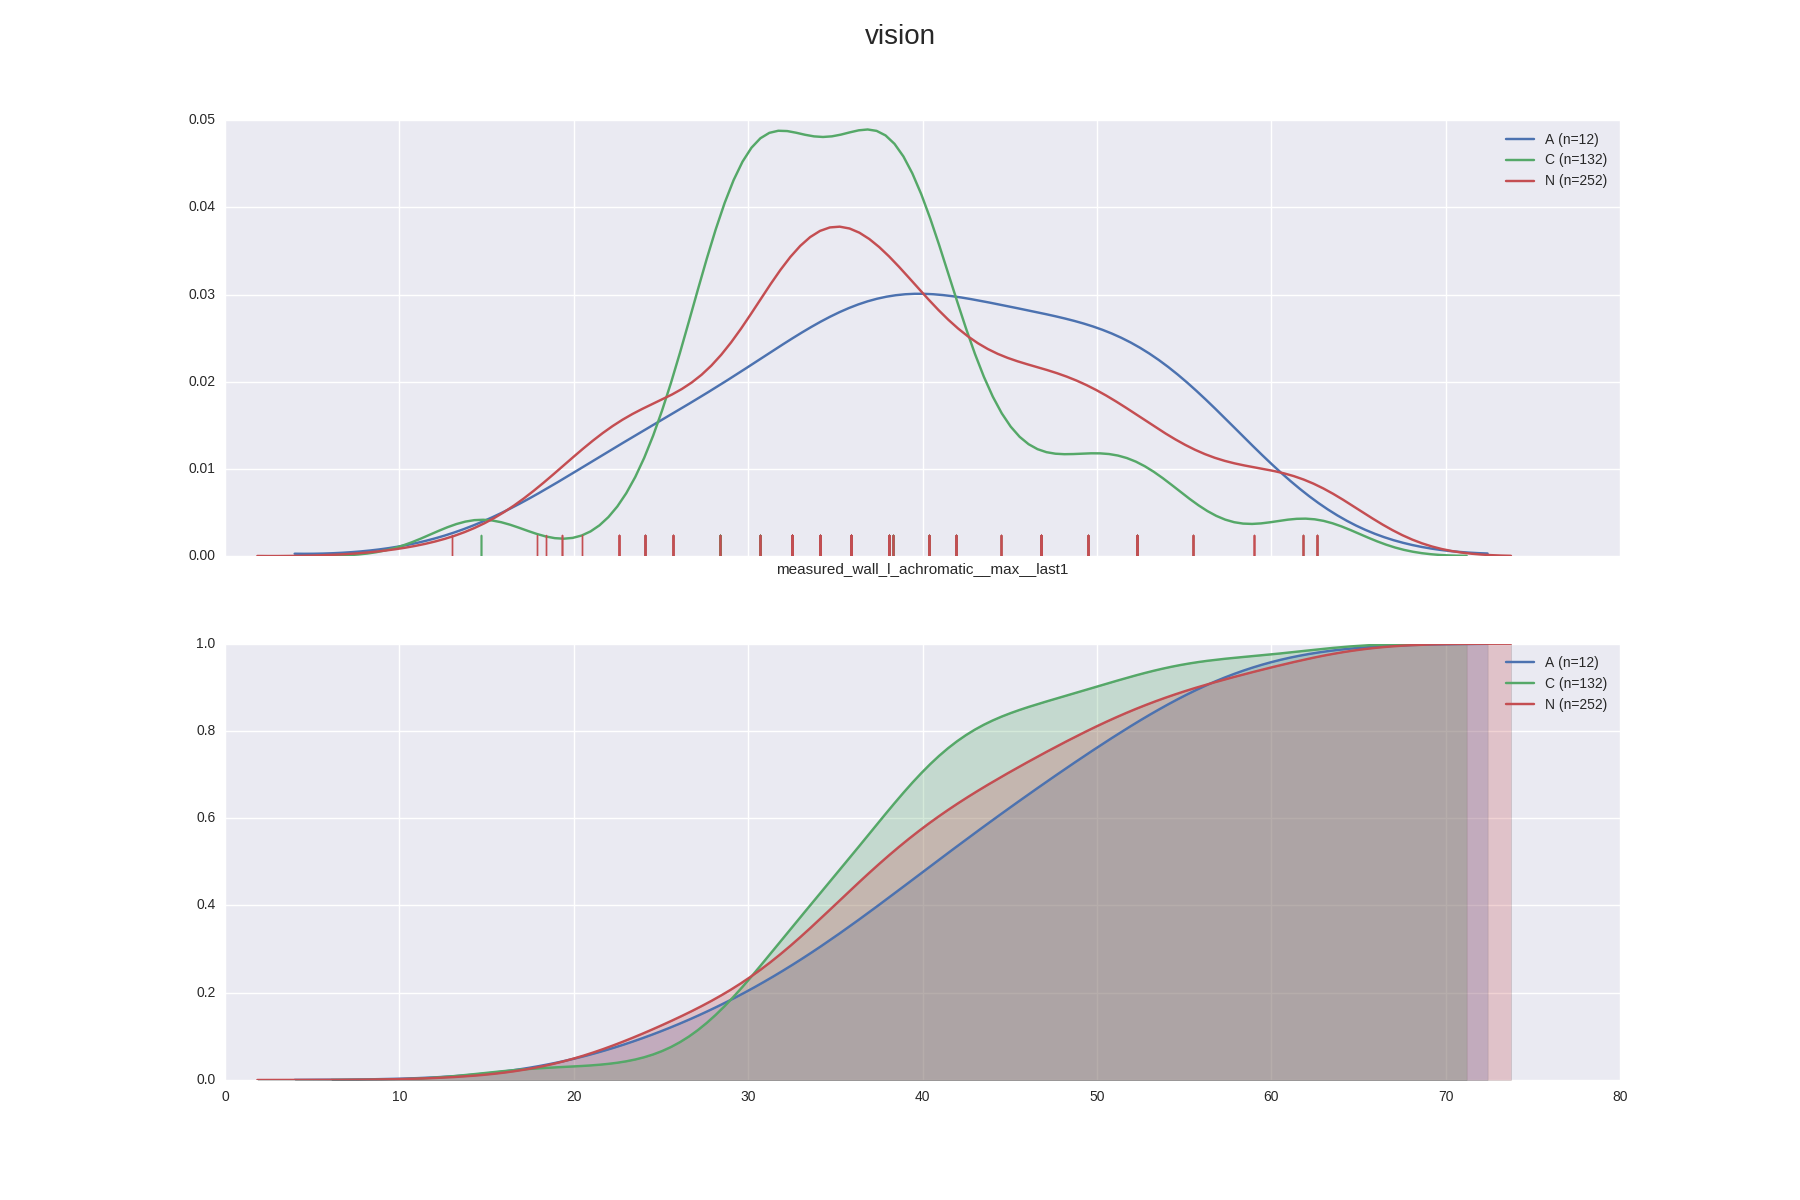 vision
0.05
0.04
0.03
0.02
0.01
0.00
A (n=12)
C (n=132)
N (n=252)
measured_wall_l_achromatic__max__last1
1.0
0.8
0.6
0.4
0.2
0.0
A (n=12)
C (n=132)
N (n=252)
0 10 20 30 40 50 60 70 80